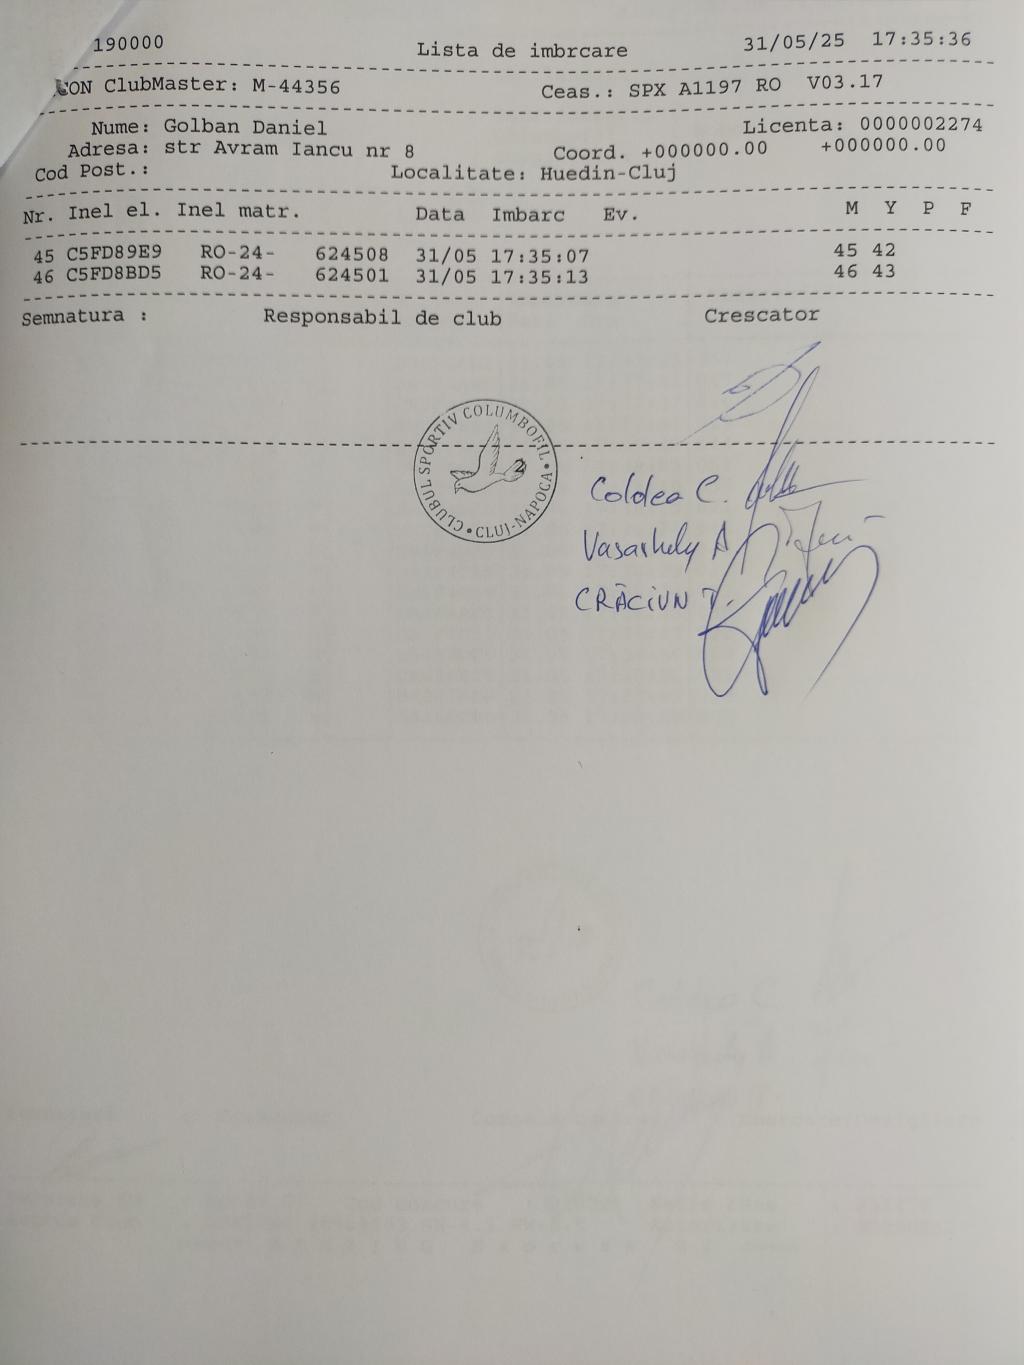 190000 Lista de imbrcare 31/05/25 17:35:36
CON ClubMaster: M-44356 Ceas.: SPX A1197 RO V03.17
Nume: Golban Daniel Licenta: 0000002274
Adresa: str Avram Iancu nr 8 Coord. +000000.00 +000000.00
Cod Post.: Localitate: Huedin-Cluj
Nr. Inel el. Inel matr. Data Imbarc Ev. M Y P F
45 C5FD89E9 RO-24- 624508 31/05 17:35:07 45 42
46 C5FD8BD5 RO-24- 624501 31/05 17:35:13 46 43
Semnatura : Responsabil de club Crescator
CLUBUL SPORTIV COLUMBOFIL • CLUJ-NAPOCA •
2
Coldea C.
Vasarhely A
CRĂCIUN